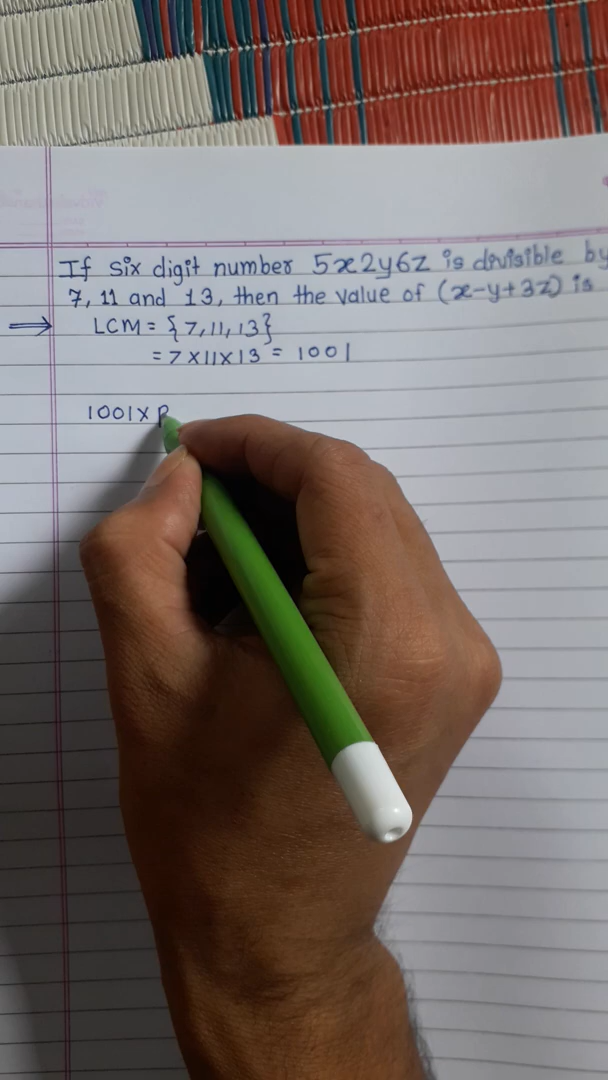 If six digit number 5x2y6z is divisible by
7, 11 and 13, then the value of (x-y+3z) is
⇒ LCM = {7,11,13}
= 7×11×13 = 1001
1001×